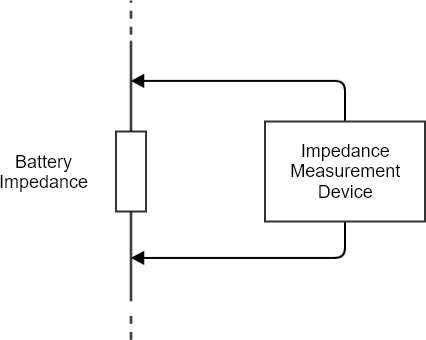 Battery
Impedance
Impedance
Measurement
Device